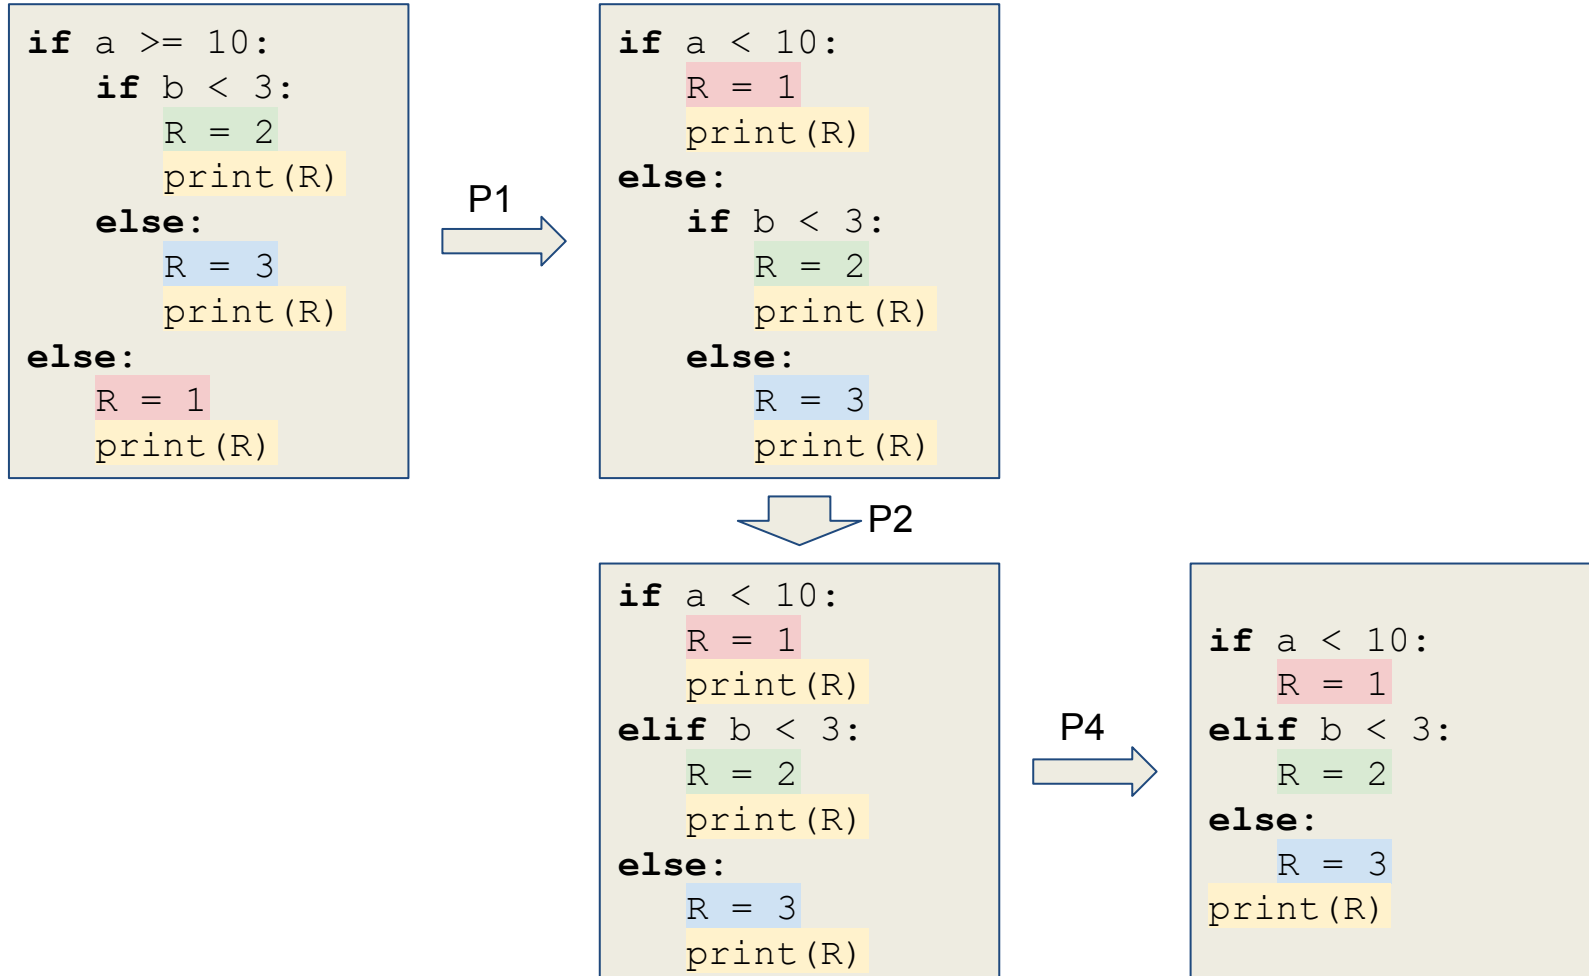 if a >= 10:
    if b < 3:
        R = 2
        print(R)
    else:
        R = 3
        print(R)
else:
    R = 1
    print(R)
P1
if a < 10:
    R = 1
    print(R)
else:
    if b < 3:
        R = 2
        print(R)
    else:
        R = 3
        print(R)
P2
if a < 10:
    R = 1
    print(R)
elif b < 3:
    R = 2
    print(R)
else:
    R = 3
    print(R)
P4
if a < 10:
    R = 1
elif b < 3:
    R = 2
else:
    R = 3
print(R)